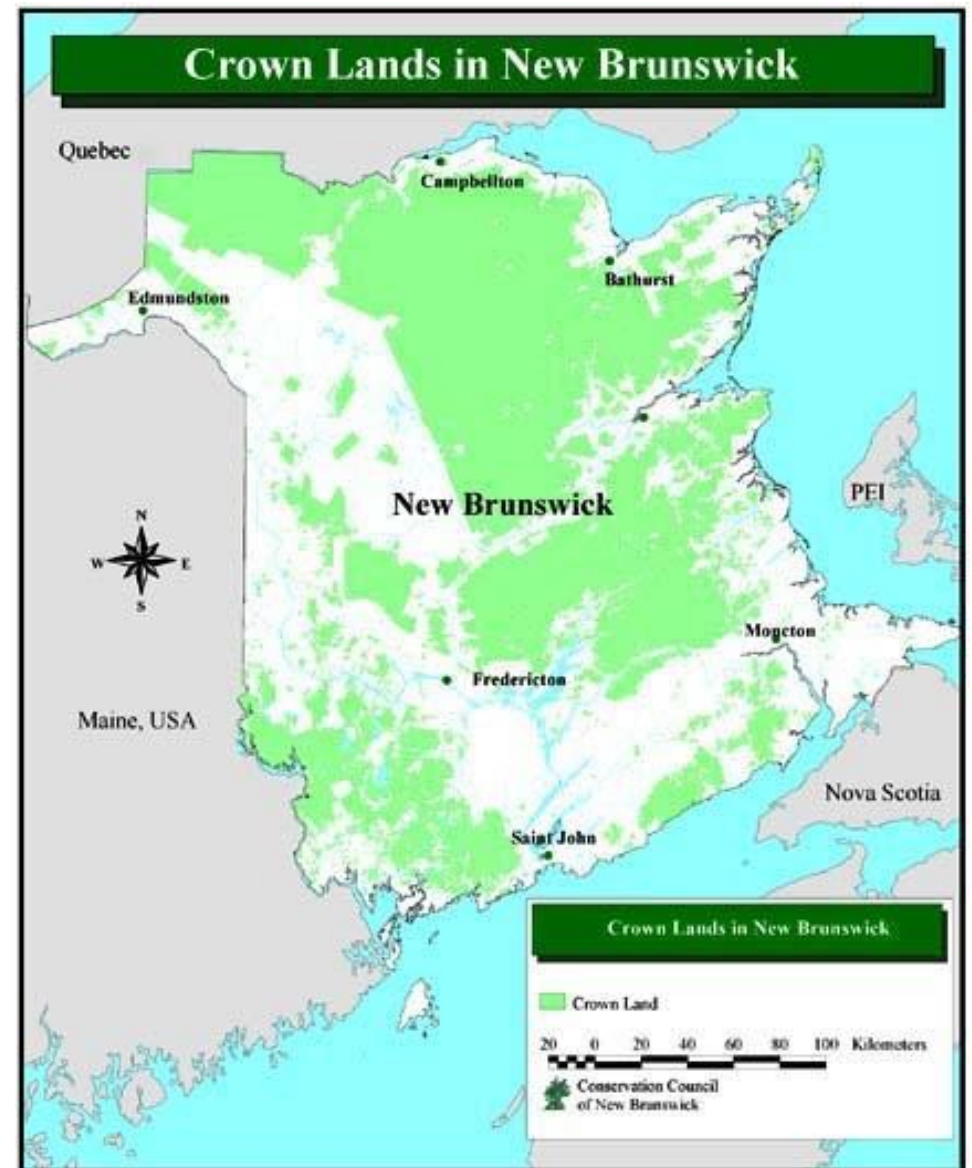 Crown Lands in New Brunswick
Quebec
Campbellton
Bathurst
Edmundston
New Brunswick
PEI
N
W E
S
Moncton
Fredericton
Maine, USA
Nova Scotia
Saint John
Crown Lands in New Brunswick
Crown Land
20 0 20 40 60 80 100 Kilometers
Conservation Council
of New Brunswick